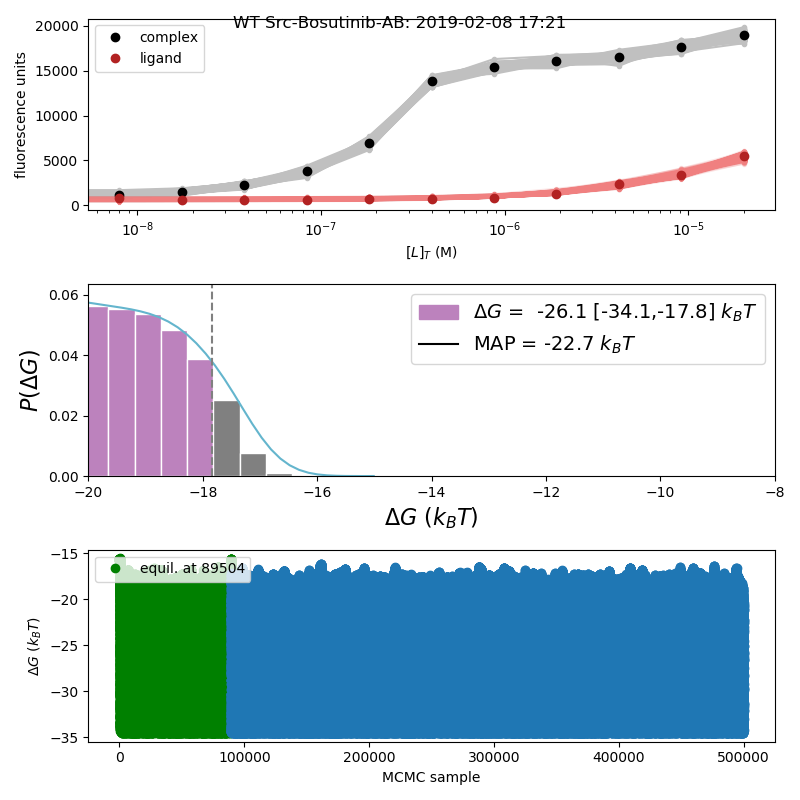 WT Src-Bosutinib-AB: 2019-02-08 17:21
20000
15000
10000
5000
0
fluorescence units
complex
ligand
10⁻⁸
10⁻⁷
10⁻⁶
10⁻⁵
[L]_T (M)
0.06
0.04
0.02
0.00
P(ΔG)
ΔG = -26.1 [-34.1,-17.8] k_BT
MAP = -22.7 k_BT
−20
−18
−16
−14
−12
−10
−8
ΔG (k_BT)
−15
−20
−25
−30
−35
ΔG (k_BT)
equil. at 89504
0
100000
200000
300000
400000
500000
MCMC sample